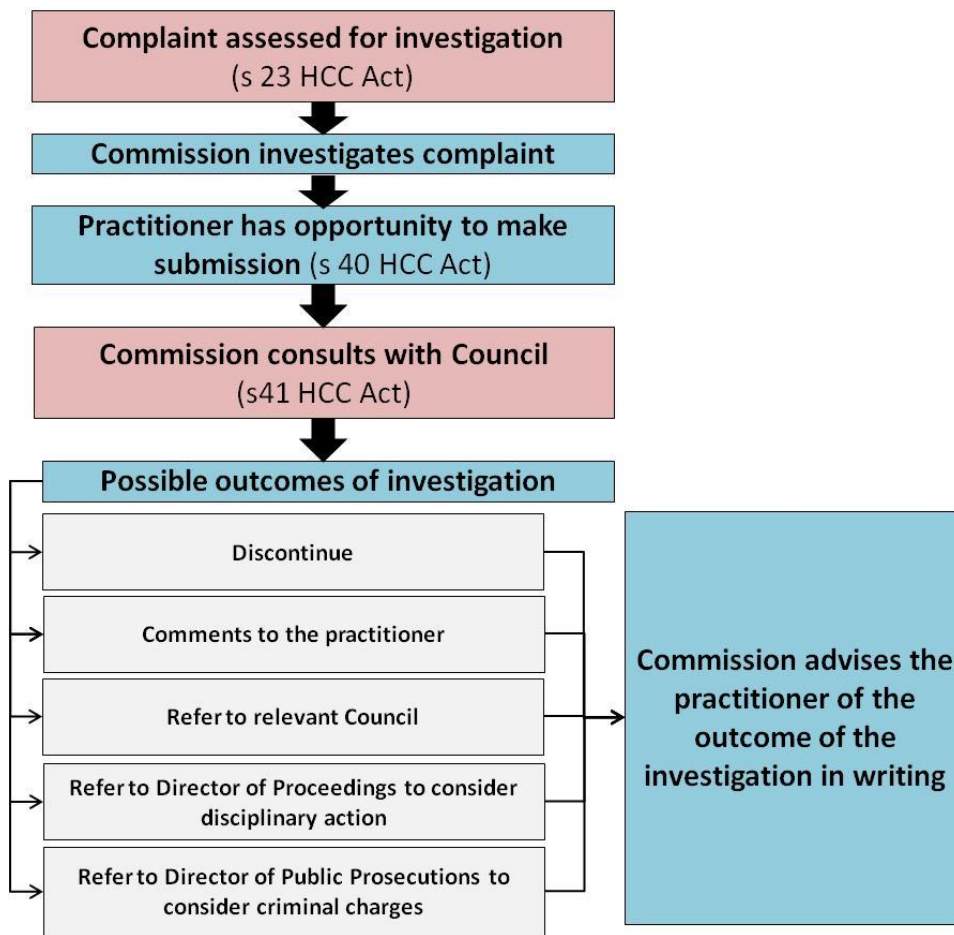 Complaint assessed for investigation
(s 23 HCC Act)
Commission investigates complaint
Practitioner has opportunity to make
submission (s 40 HCC Act)
Commission consults with Council
(s41 HCC Act)
Possible outcomes of investigation
Discontinue
Comments to the practitioner
Refer to relevant Council
Refer to Director of Proceedings to consider
disciplinary action
Refer to Director of Public Prosecutions to
consider criminal charges
Commission advises the
practitioner of the
outcome of the
investigation in writing